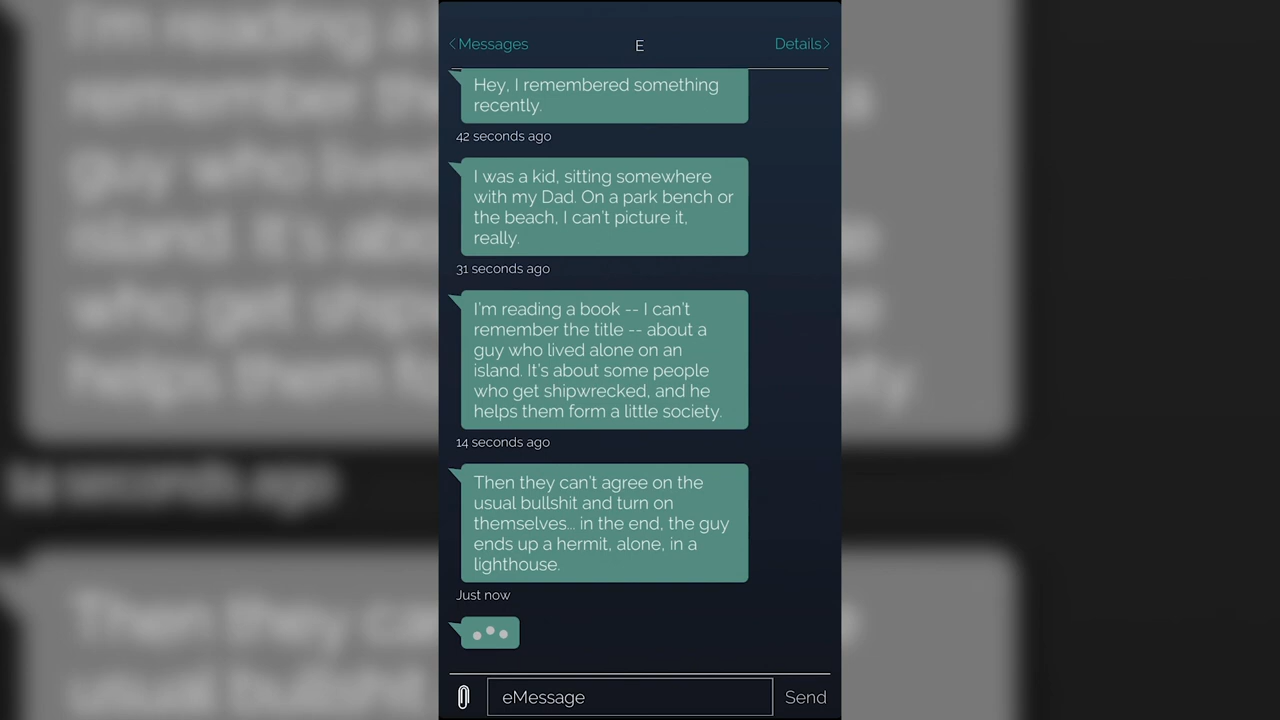 Messages
E
Details
Hey, I remembered something
recently.
42 seconds ago
I was a kid, sitting somewhere
with my Dad. On a park bench or
the beach, I can't picture it,
really.
31 seconds ago
I'm reading a book -- I can't
remember the title -- about a
guy who lived alone on an
island. It's about some people
who get shipwrecked, and he
helps them form a little society.
14 seconds ago
Then they can't agree on the
usual bullshit and turn on
themselves... in the end, the guy
ends up a hermit, alone, in a
lighthouse.
Just now
eMessage
Send